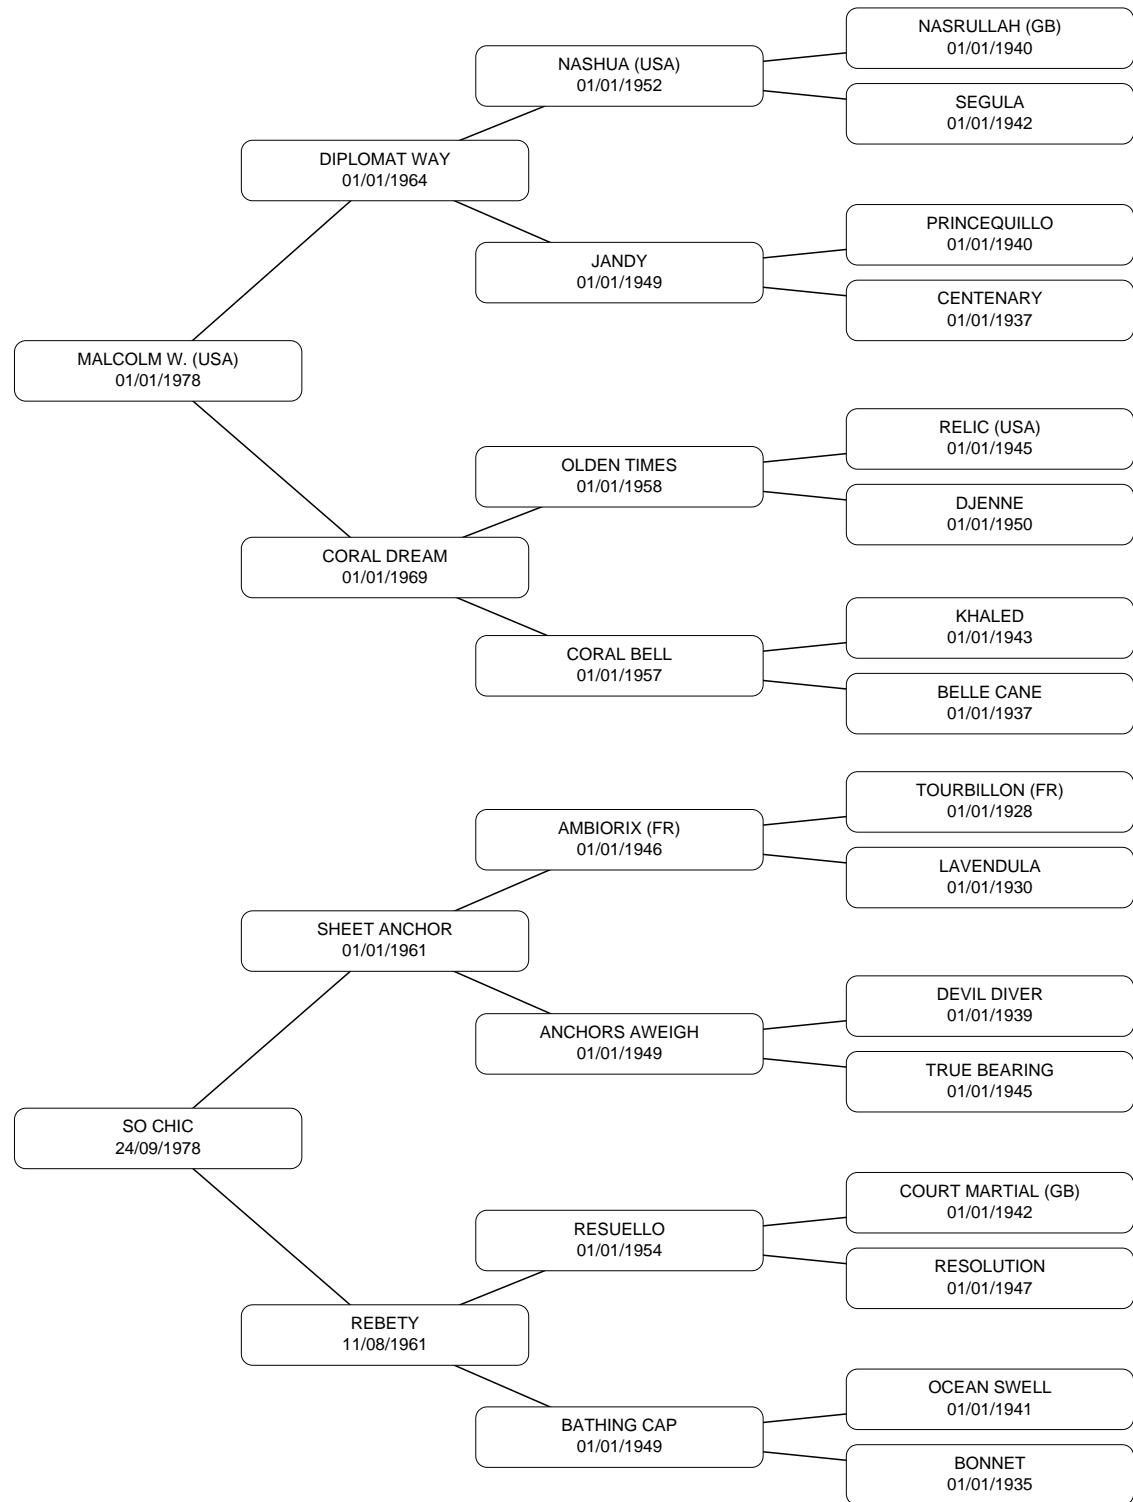 NASRULLAH (GB)
01/01/1940
NASHUA (USA)
01/01/1952
SEGULA
01/01/1942
DIPLOMAT WAY
01/01/1964
PRINCEQUILLO
01/01/1940
JANDY
01/01/1949
CENTENARY
01/01/1937
MALCOLM W. (USA)
01/01/1978
RELIC (USA)
01/01/1945
OLDEN TIMES
01/01/1958
DJENNE
01/01/1950
CORAL DREAM
01/01/1969
KHALED
01/01/1943
CORAL BELL
01/01/1957
BELLE CANE
01/01/1937
TOURBILLON (FR)
01/01/1928
AMBIORIX (FR)
01/01/1946
LAVENDULA
01/01/1930
SHEET ANCHOR
01/01/1961
DEVIL DIVER
01/01/1939
ANCHORS AWEIGH
01/01/1949
TRUE BEARING
01/01/1945
SO CHIC
24/09/1978
COURT MARTIAL (GB)
01/01/1942
RESUELLO
01/01/1954
RESOLUTION
01/01/1947
REBETY
11/08/1961
OCEAN SWELL
01/01/1941
BATHING CAP
01/01/1949
BONNET
01/01/1935